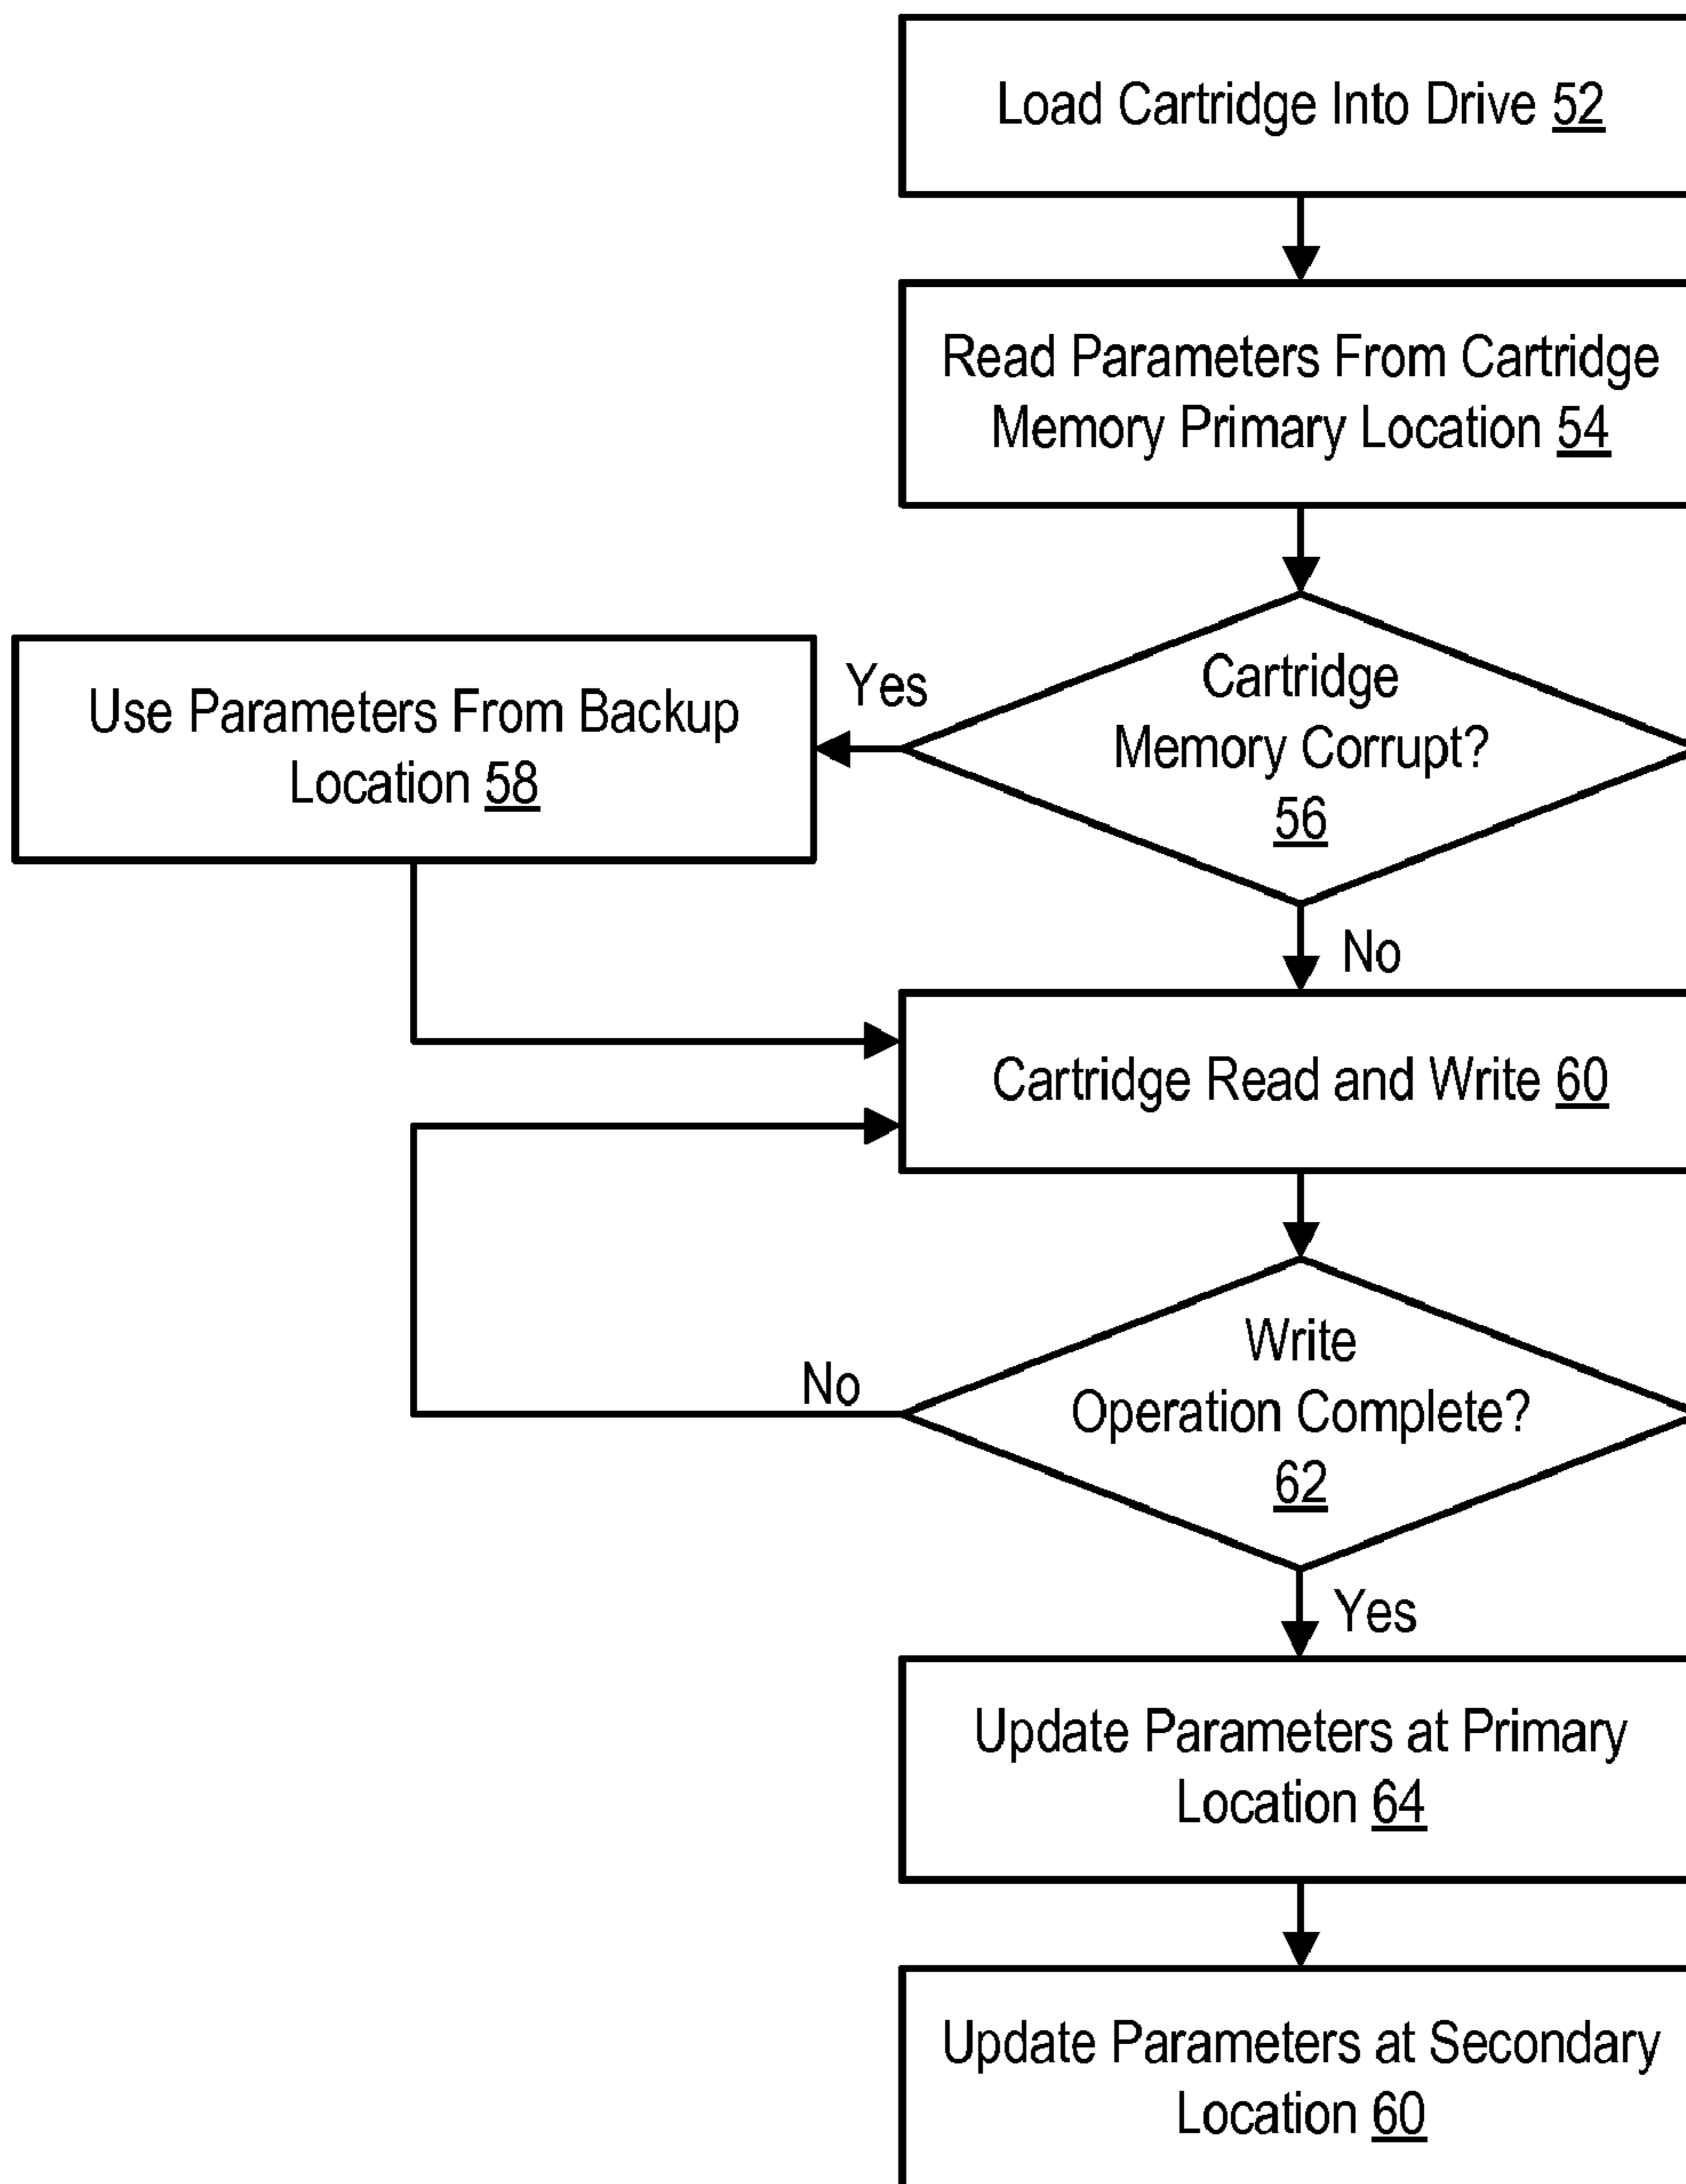 Load Cartridge Into Drive 52
Read Parameters From Cartridge
Memory Primary Location 54
Cartridge
Memory Corrupt?
56
Yes
Use Parameters From Backup
Location 58
No
Cartridge Read and Write 60
Write
Operation Complete?
62
No
Yes
Update Parameters at Primary
Location 64
Update Parameters at Secondary
Location 60